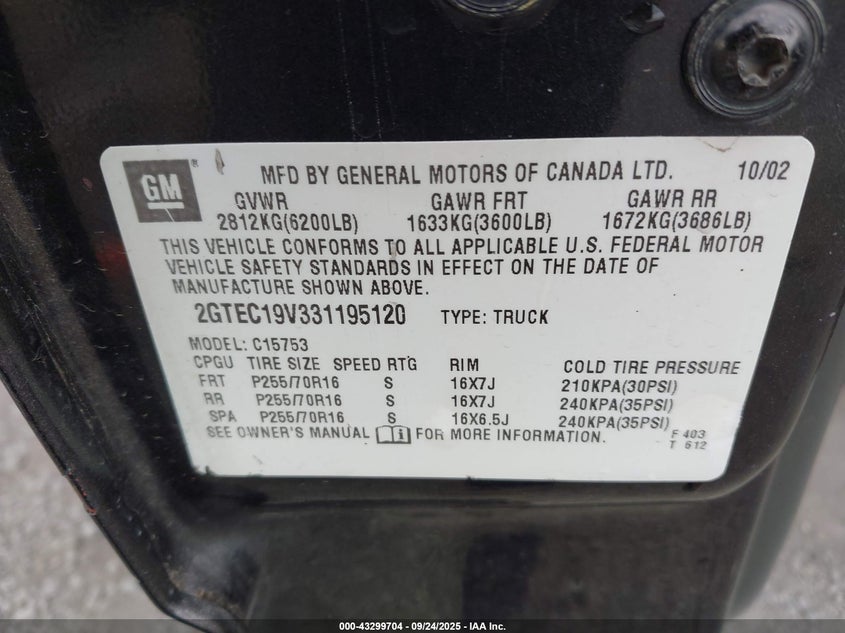 GM ® MFD BY GENERAL MOTORS OF CANADA LTD. 10/02
GVWR GAWR FRT GAWR RR
2812KG(6200LB) 1633KG(3600LB) 1672KG(3686LB)
THIS VEHICLE CONFORMS TO ALL APPLICABLE U.S. FEDERAL MOTOR
VEHICLE SAFETY STANDARDS IN EFFECT ON THE DATE OF
MANUFACTURE SHOWN ABOVE.
2GTEC19V331195120 TYPE: TRUCK
MODEL: C15753
CPGU TIRE SIZE SPEED RTG RIM COLD TIRE PRESSURE
FRT P255/70R16 S 16X7J 210KPA(30PSI)
RR P255/70R16 S 16X7J 240KPA(35PSI)
SPA P255/70R16 S 16X6.5J 240KPA(35PSI)
SEE OWNER'S MANUAL FOR MORE INFORMATION.
F 403
T 612
000-43299704 - 09/24/2025 - IAA Inc.